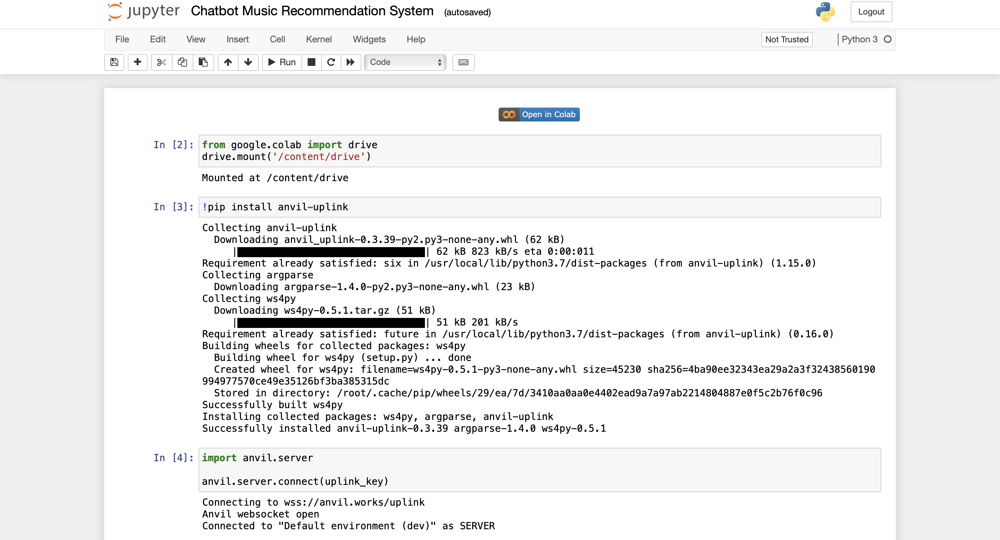 jupyter Chatbot Music Recommendation System (autosaved) Logout
File Edit View Insert Cell Kernel Widgets Help Not Trusted Python 3
Run Code
Open in Colab
In [2]: from google.colab import drive
drive.mount('/content/drive')
Mounted at /content/drive
In [3]: !pip install anvil-uplink
Collecting anvil-uplink
Downloading anvil_uplink-0.3.39-py2.py3-none-any.whl (62 kB)
|████████████████████████████████| 62 kB 823 kB/s eta 0:00:011
Requirement already satisfied: six in /usr/local/lib/python3.7/dist-packages (from anvil-uplink) (1.15.0)
Collecting argparse
Downloading argparse-1.4.0-py2.py3-none-any.whl (23 kB)
Collecting ws4py
Downloading ws4py-0.5.1.tar.gz (51 kB)
|████████████████████████████████| 51 kB 201 kB/s
Requirement already satisfied: future in /usr/local/lib/python3.7/dist-packages (from anvil-uplink) (0.16.0)
Building wheels for collected packages: ws4py
Building wheel for ws4py (setup.py) ... done
Created wheel for ws4py: filename=ws4py-0.5.1-py3-none-any.whl size=45230 sha256=4ba90ee32343ea29a2a3f32438560190
994977570ce49e35126bf3ba385315dc
Stored in directory: /root/.cache/pip/wheels/29/ea/7d/3410aa0aa0e4402ead9a7a97ab2214804887e0f5c2b76f0c96
Successfully built ws4py
Installing collected packages: ws4py, argparse, anvil-uplink
Successfully installed anvil-uplink-0.3.39 argparse-1.4.0 ws4py-0.5.1
In [4]: import anvil.server
anvil.server.connect(uplink_key)
Connecting to wss://anvil.works/uplink
Anvil websocket open
Connected to "Default environment (dev)" as SERVER